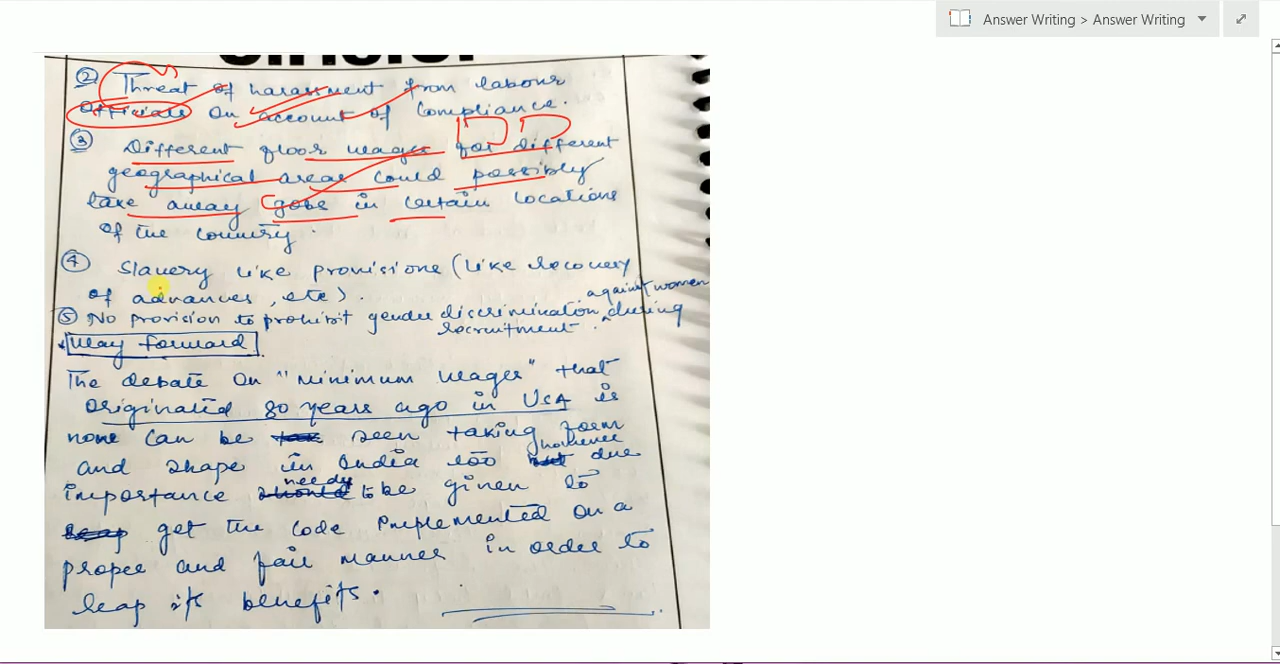 Answer Writing > Answer Writing
② Threat of harassment from labour
officials on account of compliance.
③ Different floor wages for different
geographical areas could possibly
take away jobs in certain locations
of the country.
④ Slavery like provisions (like recovery
of advances, etc).
against women
⑤ No provision to prohibit gender discrimination, during
recruitment.
Way forward
The debate on "minimum wages" that
originated 80 years ago in USA is
none can be seen taking form
and shape in India too however due
importance needs to be given to
get the code implemented on a
proper and fair manner in order to
leap its benefits.